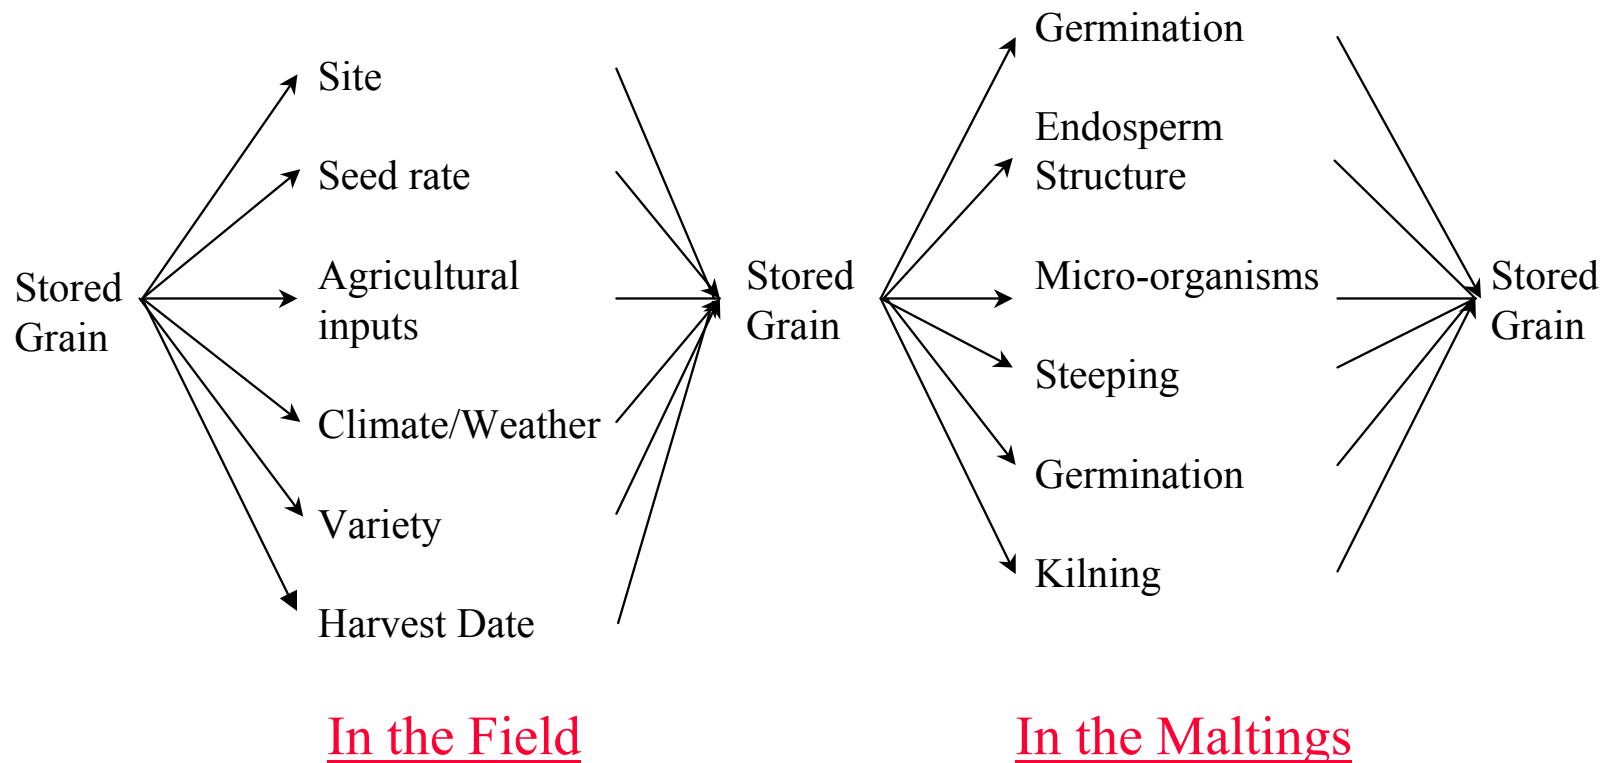 Stored
Grain
Site
Seed rate
Agricultural
inputs
Climate/Weather
Variety
Harvest Date
Stored
Grain
Germination
Endosperm
Structure
Micro-organisms
Steeping
Germination
Kilning
Stored
Grain
In the Field
In the Maltings